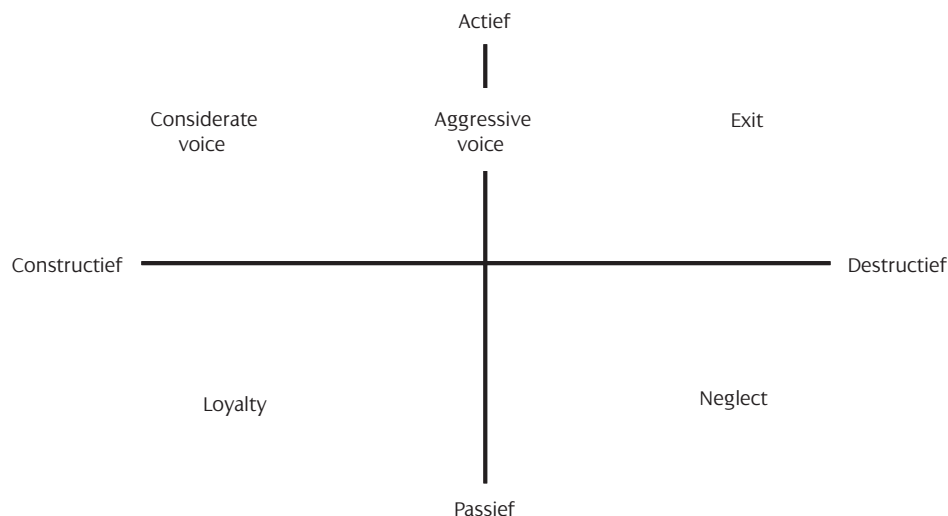 Actief
Considerate
voice
Aggressive
voice
Exit
Constructief
Destructief
Loyalty
Neglect
Passief